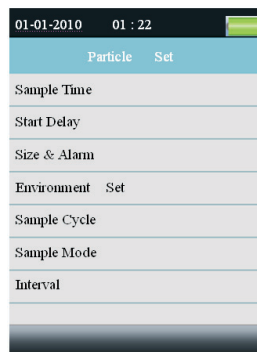 01-01-2010 01 : 22
Particle Set
Sample Time
Start Delay
Size & Alarm
Environment Set
Sample Cycle
Sample Mode
Interval